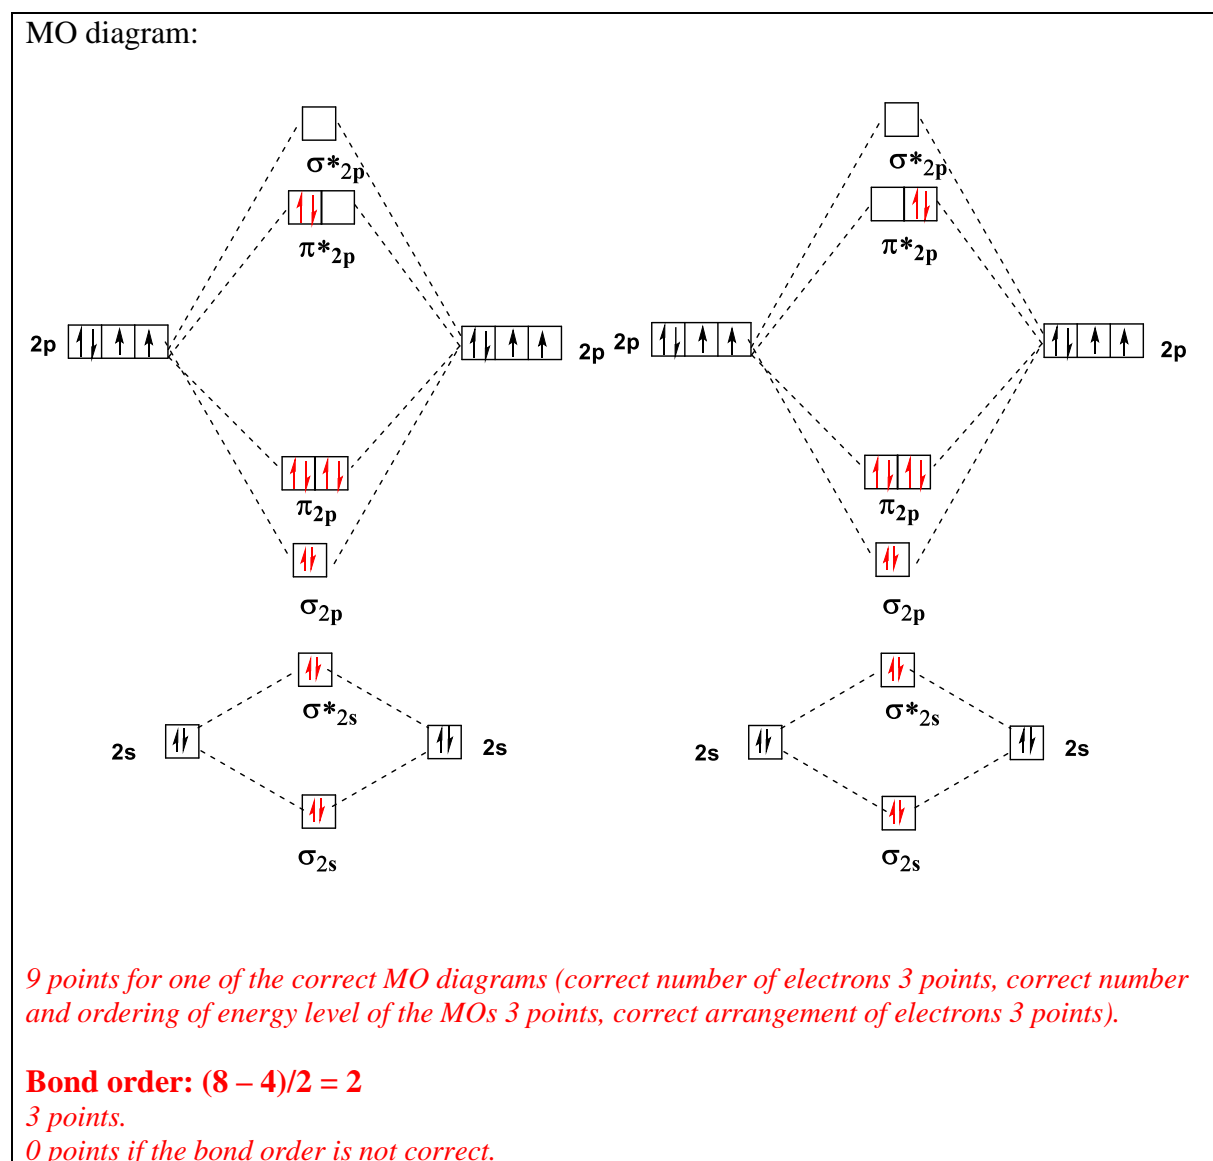 MO diagram:
σ*2p σ*2p
π*2p π*2p
2p 2p 2p 2p
π2p π2p
σ2p σ2p
σ*2s σ*2s
2s 2s 2s 2s
σ2s σ2s
9 points for one of the correct MO diagrams (correct number of electrons 3 points, correct number
and ordering of energy level of the MOs 3 points, correct arrangement of electrons 3 points).
Bond order: (8 – 4)/2 = 2
3 points.
0 points if the bond order is not correct.